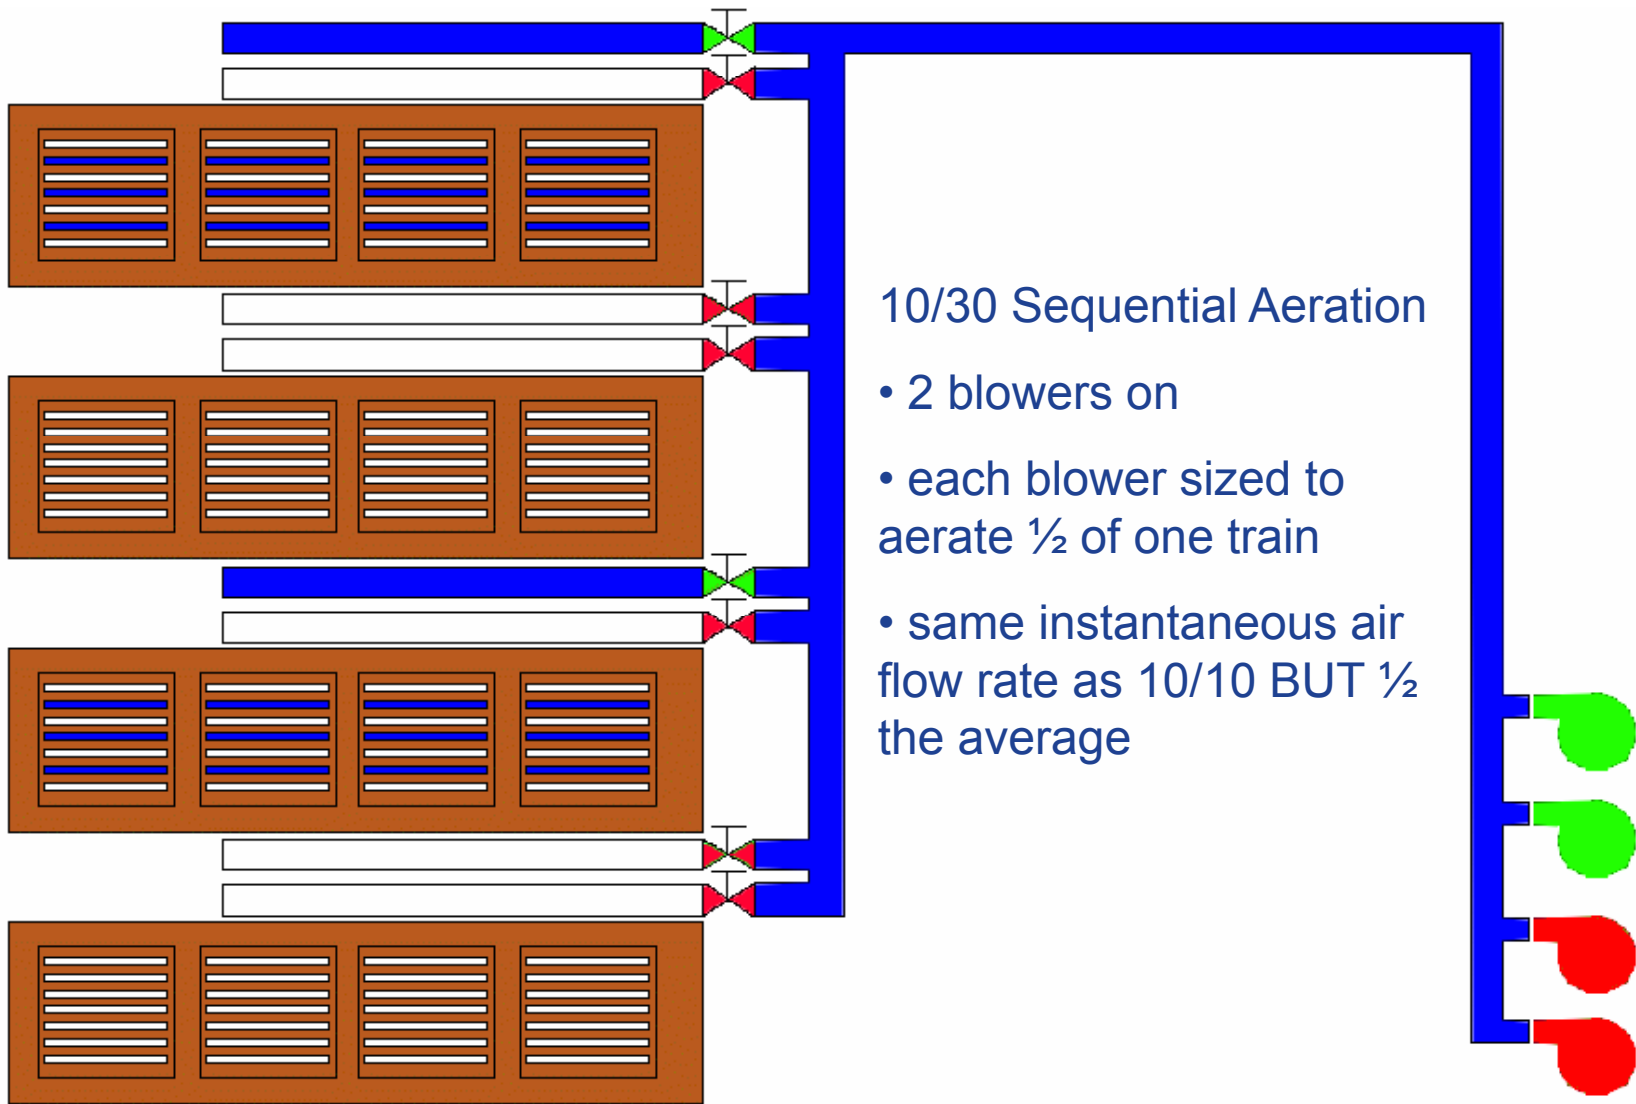 10/30 Sequential Aeration
• 2 blowers on
• each blower sized to
aerate ½ of one train
• same instantaneous air
flow rate as 10/10 BUT ½
the average